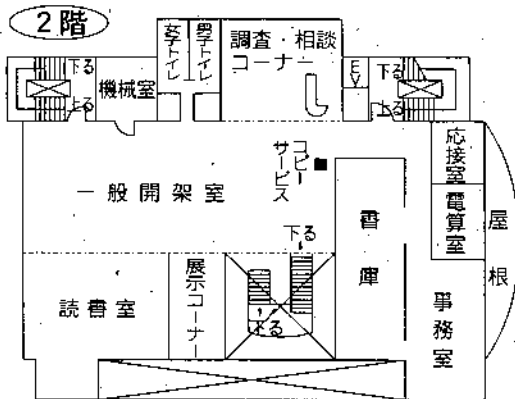 2階
女子トイレ
男子トイレ
調査・相談
コーナー
EV
下る
上る
機械室
下る
上る
コピー
サービス
応接室
一般開架室
書庫
電算室
屋根
下る
展示コーナー
読書室
下る
事務室